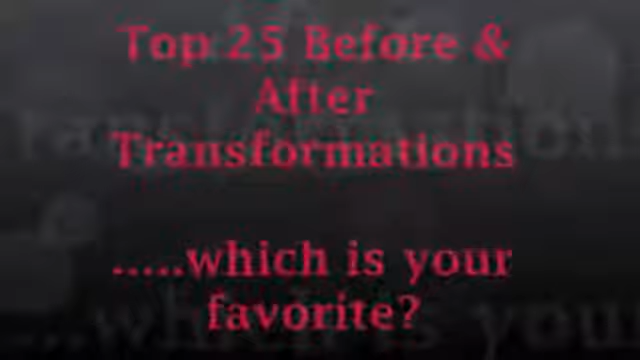 Top 25 Before &
After
Transformations
.....which is your
favorite?